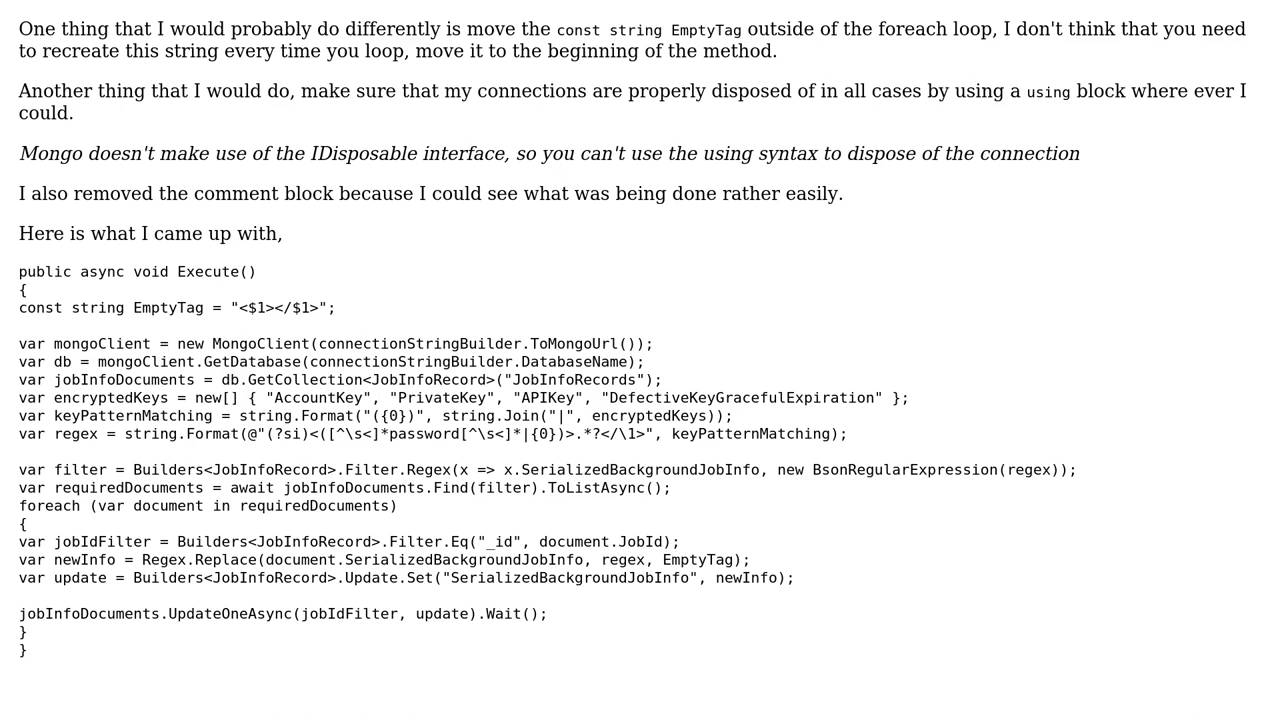 One thing that I would probably do differently is move the const string EmptyTag outside of the foreach loop, I don't think that you need
to recreate this string every time you loop, move it to the beginning of the method.
Another thing that I would do, make sure that my connections are properly disposed of in all cases by using a using block where ever I
could.
Mongo doesn't make use of the IDisposable interface, so you can't use the using syntax to dispose of the connection
I also removed the comment block because I could see what was being done rather easily.
Here is what I came up with,
public async void Execute()
{
const string EmptyTag = "<$1></$1>";
var mongoClient = new MongoClient(connectionStringBuilder.ToMongoUrl());
var db = mongoClient.GetDatabase(connectionStringBuilder.DatabaseName);
var jobInfoDocuments = db.GetCollection<JobInfoRecord>("JobInfoRecords");
var encryptedKeys = new[] { "AccountKey", "PrivateKey", "APIKey", "DefectiveKeyGracefulExpiration" };
var keyPatternMatching = string.Format("({0})", string.Join("|", encryptedKeys));
var regex = string.Format(@"(?si)<([^\s<]*password[^\s<]*|{0})>.*?</\1>", keyPatternMatching);
var filter = Builders<JobInfoRecord>.Filter.Regex(x => x.SerializedBackgroundJobInfo, new BsonRegularExpression(regex));
var requiredDocuments = await jobInfoDocuments.Find(filter).ToListAsync();
foreach (var document in requiredDocuments)
{
var jobIdFilter = Builders<JobInfoRecord>.Filter.Eq("_id", document.JobId);
var newInfo = Regex.Replace(document.SerializedBackgroundJobInfo, regex, EmptyTag);
var update = Builders<JobInfoRecord>.Update.Set("SerializedBackgroundJobInfo", newInfo);
jobInfoDocuments.UpdateOneAsync(jobIdFilter, update).Wait();
}
}